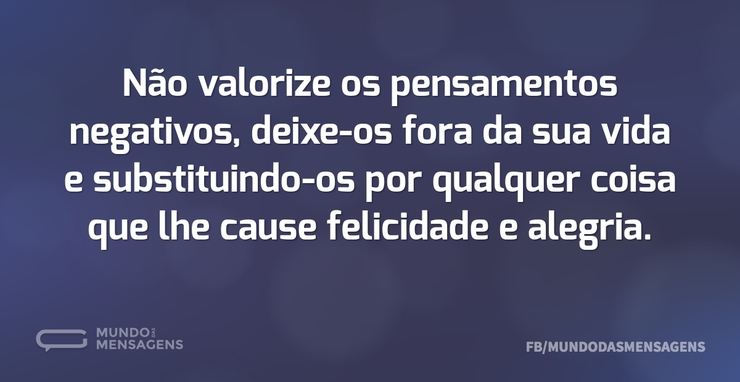 Não valorize os pensamentos
negativos, deixe-os fora da sua vida
e substituindo-os por qualquer coisa
que lhe cause felicidade e alegria.
MUNDO DAS
MENSAGENS
FB/MUNDODASMENSAGENS